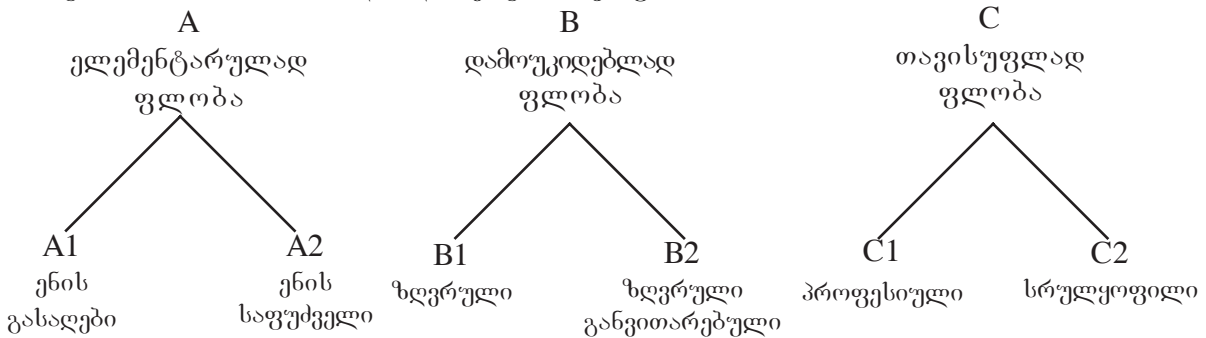 A
ელემენტარულად
ფლობა
B
დამოუკიდებლად
ფლობა
C
თავისუფლად
ფლობა
A1
ენის
გასაღები
A2
ენის
საფუძველი
B1
ზღვრული
B2
ზღვრული
განვითარებული
C1
პროფესიული
C2
სრულყოფილი